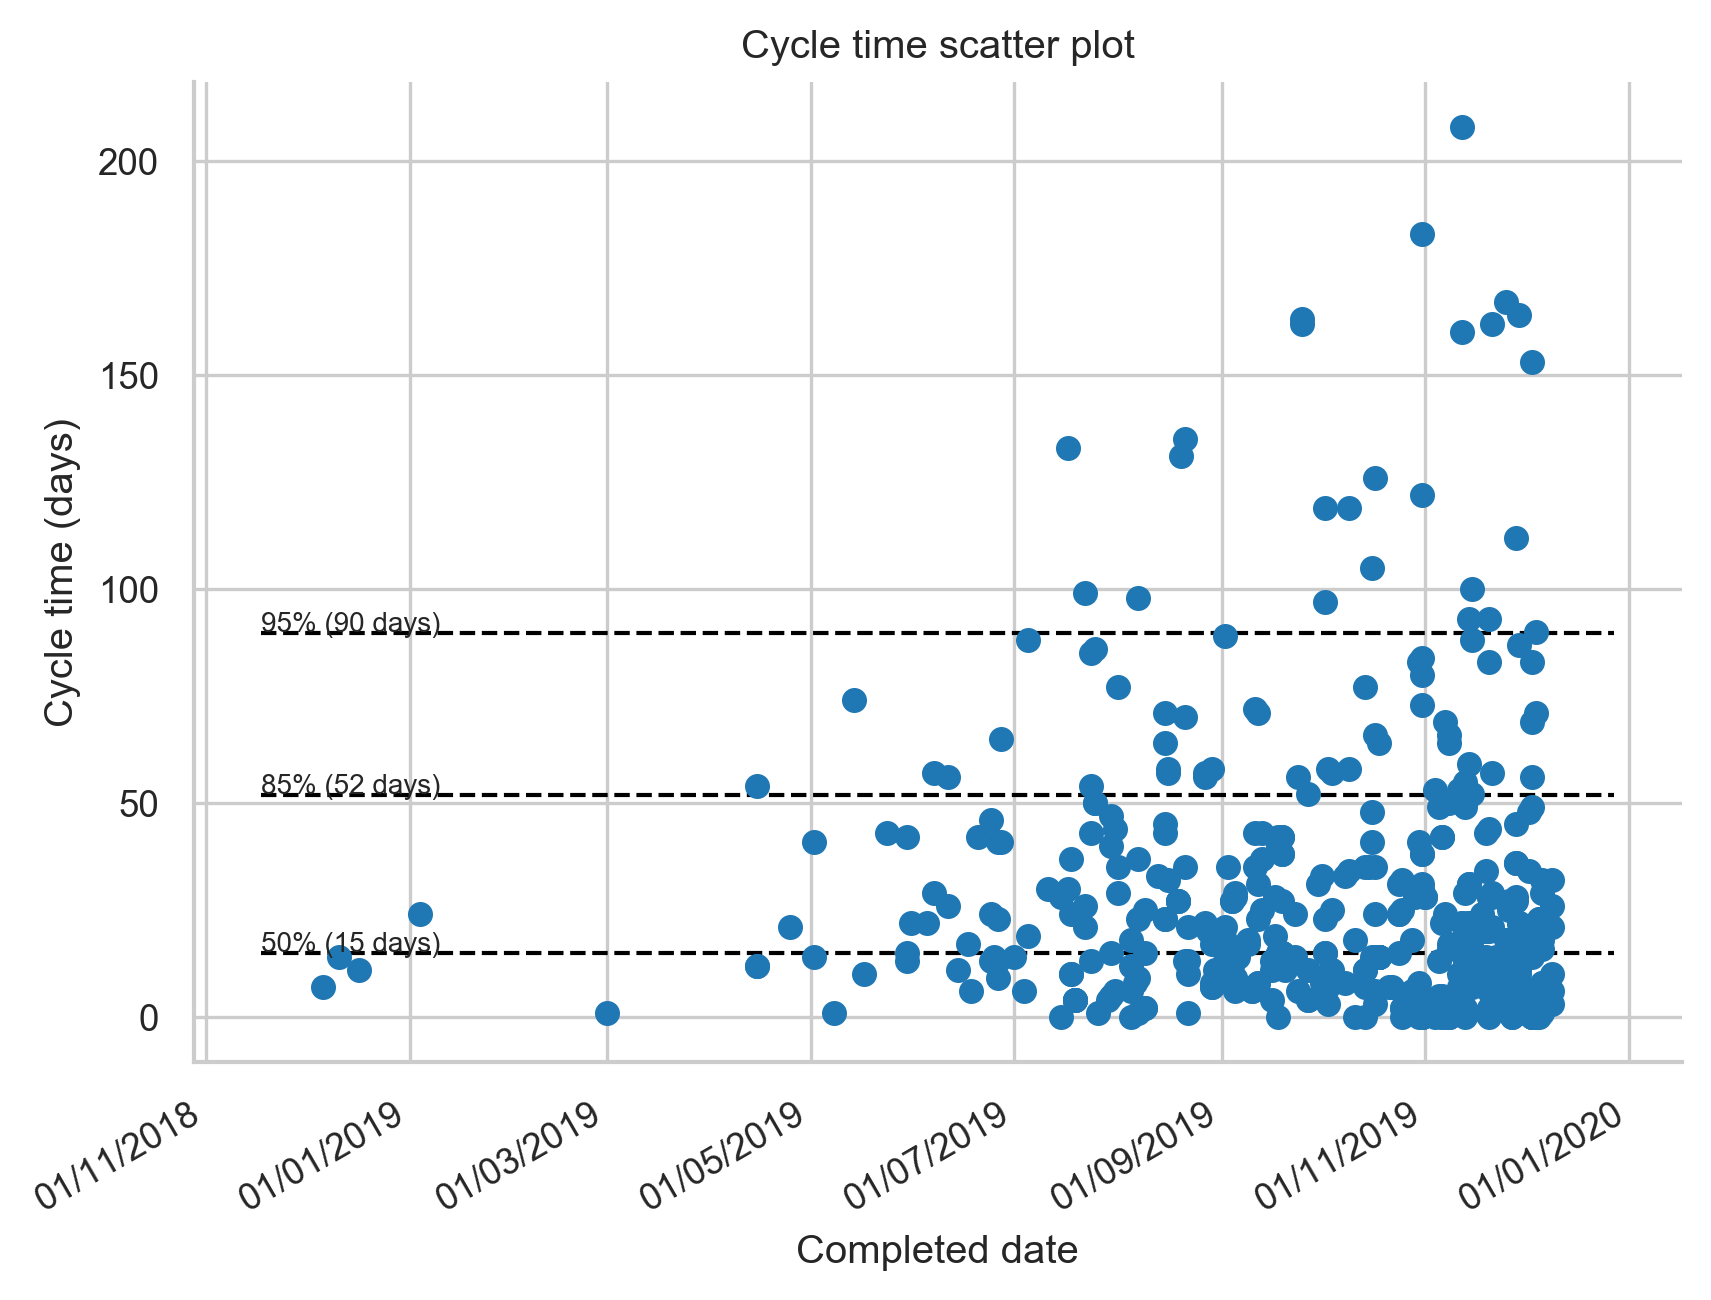 Cycle time scatter plot
200
150
100
50
0
Cycle time (days)
95% (90 days)
85% (52 days)
50% (15 days)
01/11/2018
01/01/2019
01/03/2019
01/05/2019
01/07/2019
01/09/2019
01/11/2019
01/01/2020
Completed date